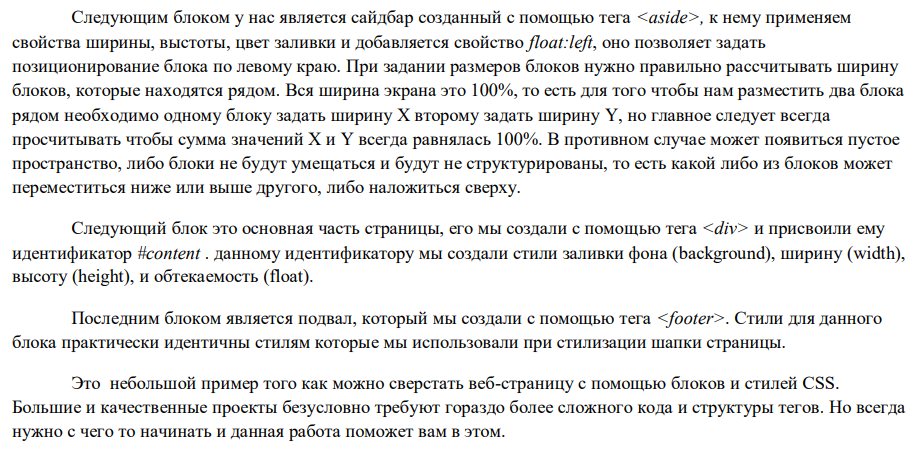 Следующим блоком у нас является сайдбар созданный с помощью тега <aside>, к нему применяем
свойства ширины, выстоты, цвет заливки и добавляется свойство float:left, оно позволяет задать
позиционирование блока по левому краю. При задании размеров блоков нужно правильно рассчитывать ширину
блоков, которые находятся рядом. Вся ширина экрана это 100%, то есть для того чтобы нам разместить два блока
рядом необходимо одному блоку задать ширину X второму задать ширину Y, но главное следует всегда
просчитывать чтобы сумма значений X и Y всегда равнялась 100%. В противном случае может появиться пустое
пространство, либо блоки не будут умещаться и будут не структурированы, то есть какой либо из блоков может
переместиться ниже или выше другого, либо наложиться сверху.
Следующий блок это основная часть страницы, его мы создали с помощью тега <div> и присвоили ему
идентификатор #content . данному идентификатору мы создали стили заливки фона (background), ширину (width),
высоту (height), и обтекаемость (float).
Последним блоком является подвал, который мы создали с помощью тега <footer>. Стили для данного
блока практически идентичны стилям которые мы использовали при стилизации шапки страницы.
Это небольшой пример того как можно сверстать веб-страницу с помощью блоков и стилей CSS.
Большие и качественные проекты безусловно требуют гораздо более сложного кода и структуры тегов. Но всегда
нужно с чего то начинать и данная работа поможет вам в этом.